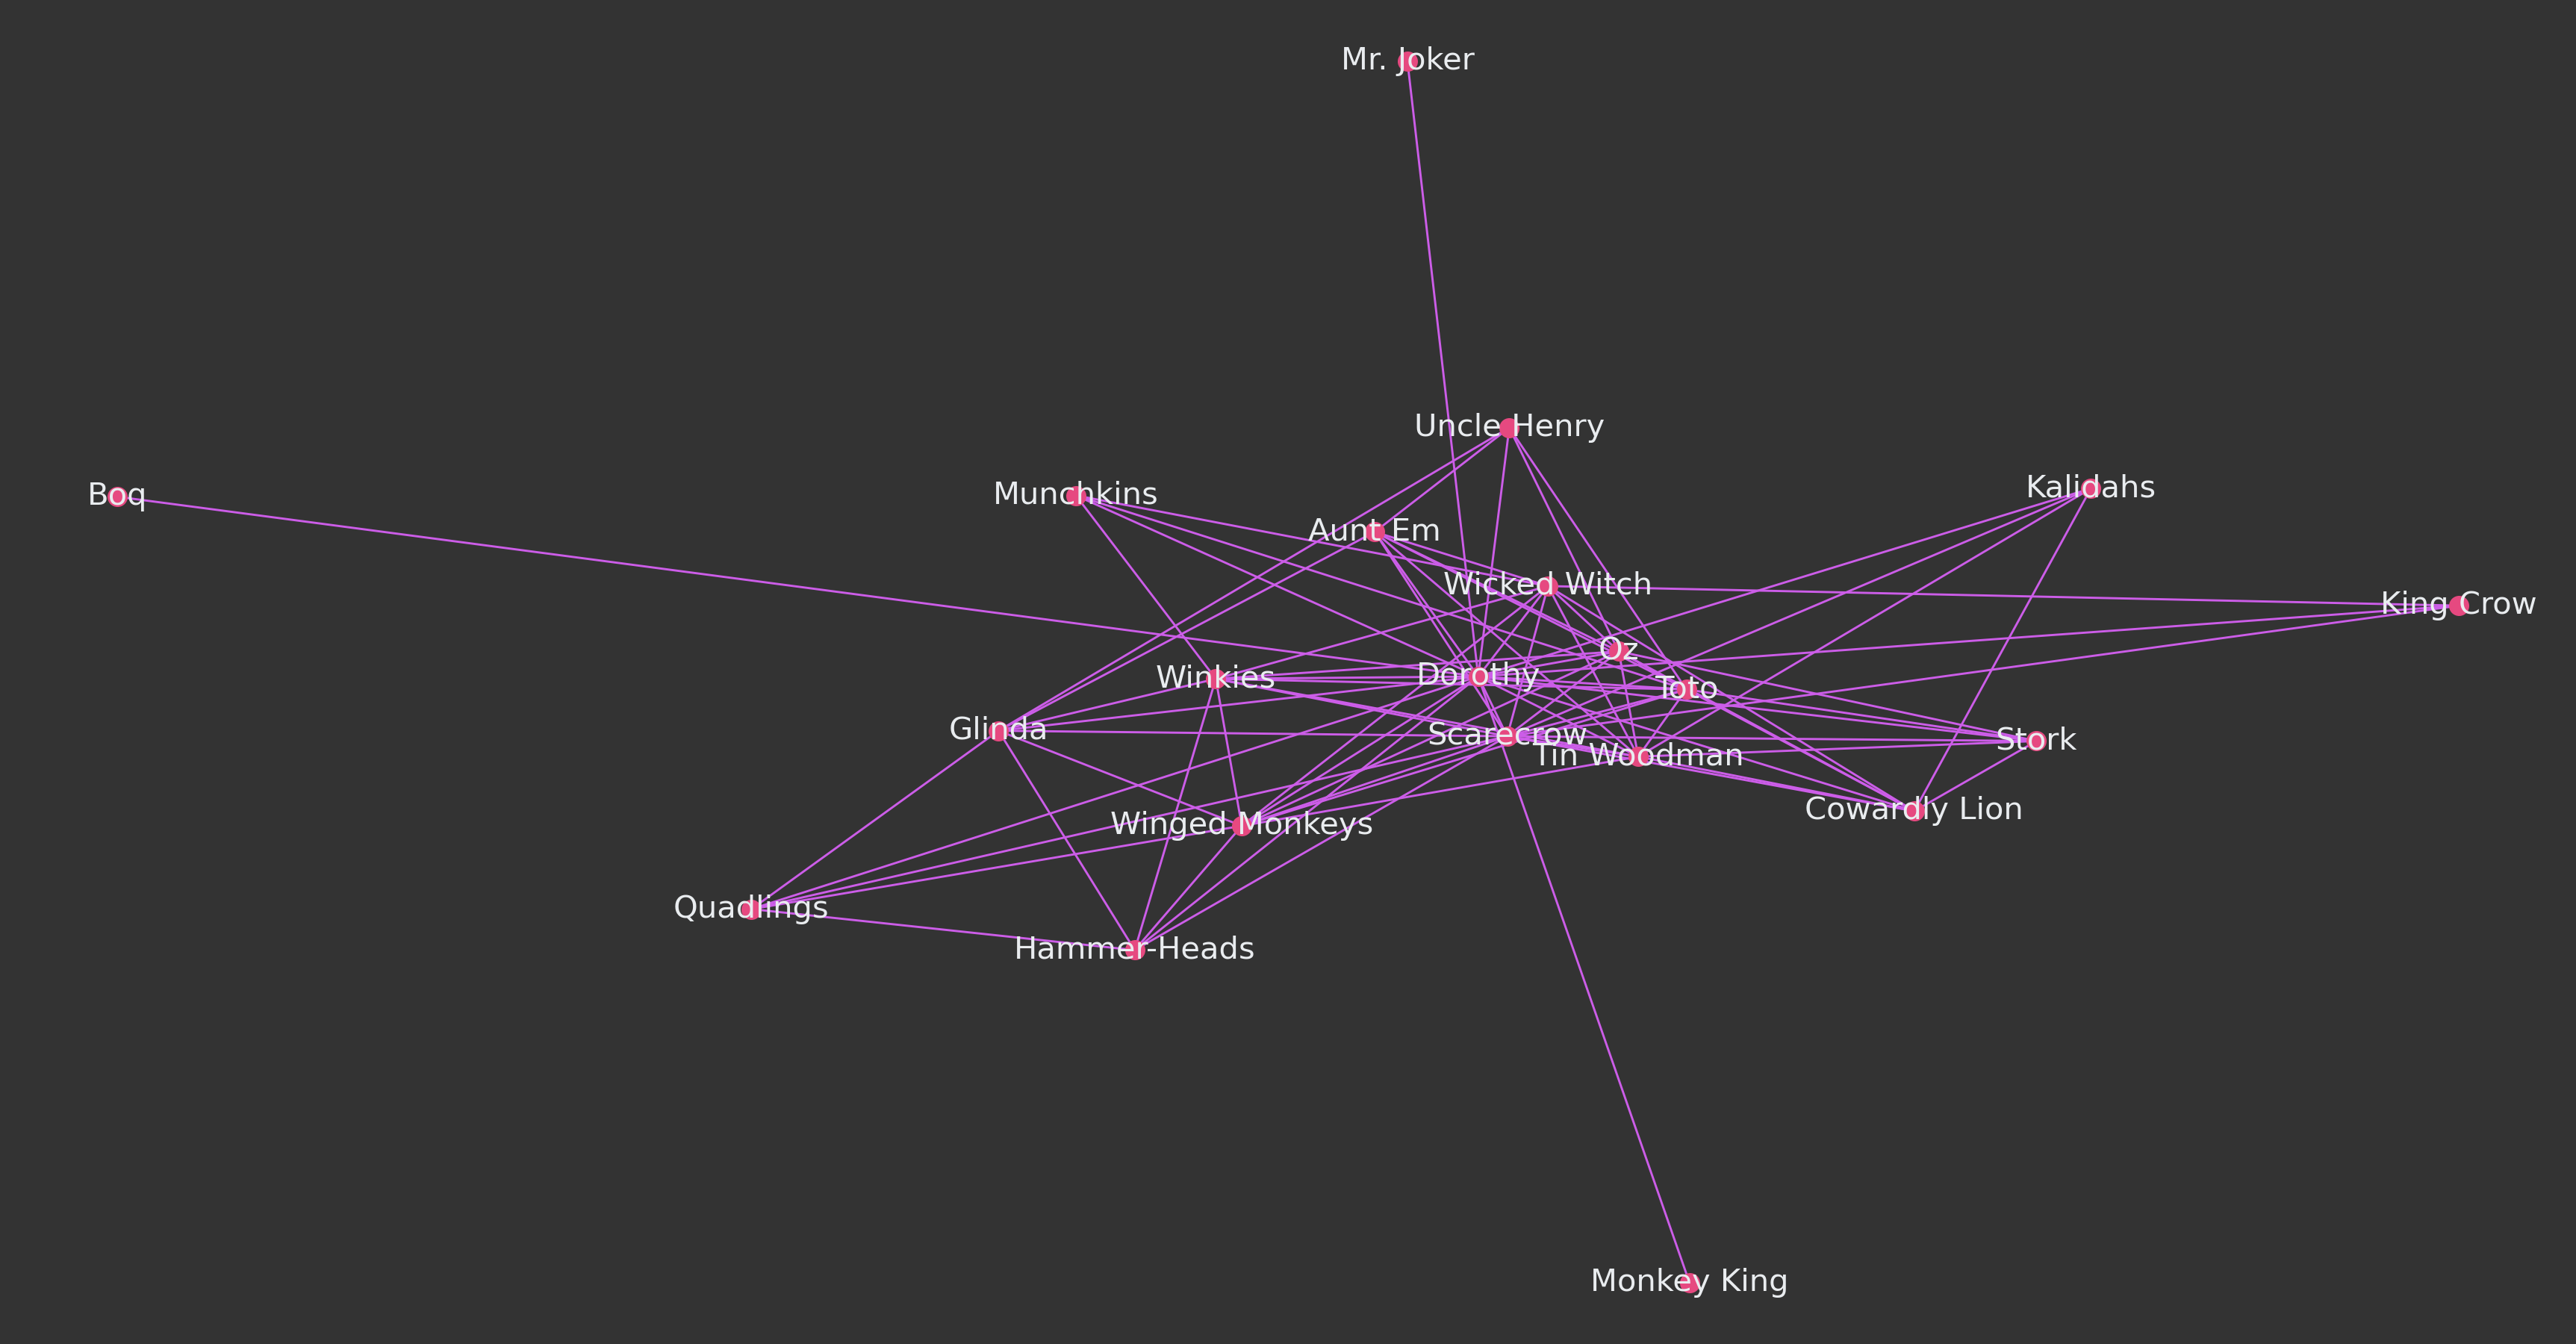 Mr. Joker
Uncle Henry
Kalidahs
Boq
Munchkins
Aunt Em
Wicked Witch
King Crow
Oz
Dorothy
Winkies
Toto
Glinda
Scarecrow
Stork
Tin Woodman
Cowardly Lion
Winged Monkeys
Quadlings
Hammer-Heads
Monkey King